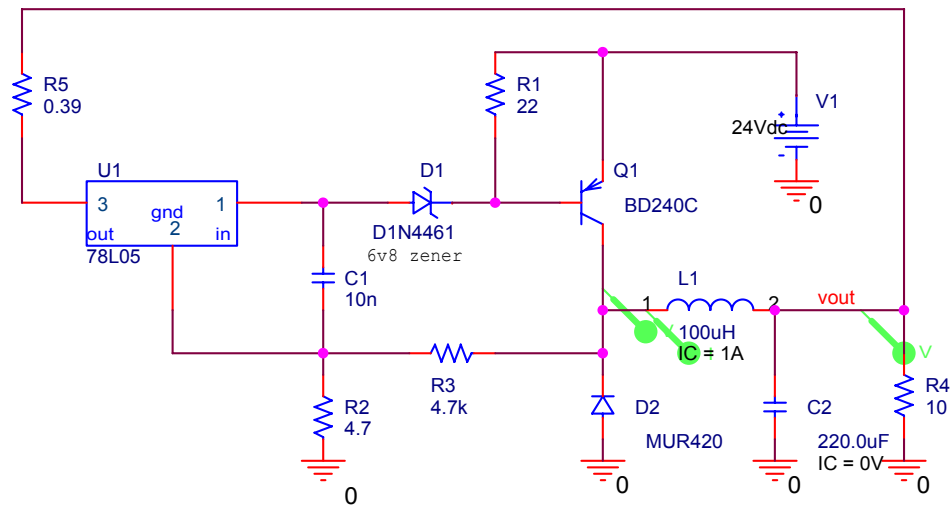 R5
0.39
R1
22
V1
24Vdc
+
-
0
U1
3
gnd
1
out
2
in
78L05
D1
D1N4461
6v8 zener
Q1
BD240C
C1
10n
L1
1
2
vout
100uH
IC = 1A
V
V
R3
4.7k
R2
4.7
0
D2
MUR420
0
C2
220.0uF
IC = 0V
0
R4
10
0